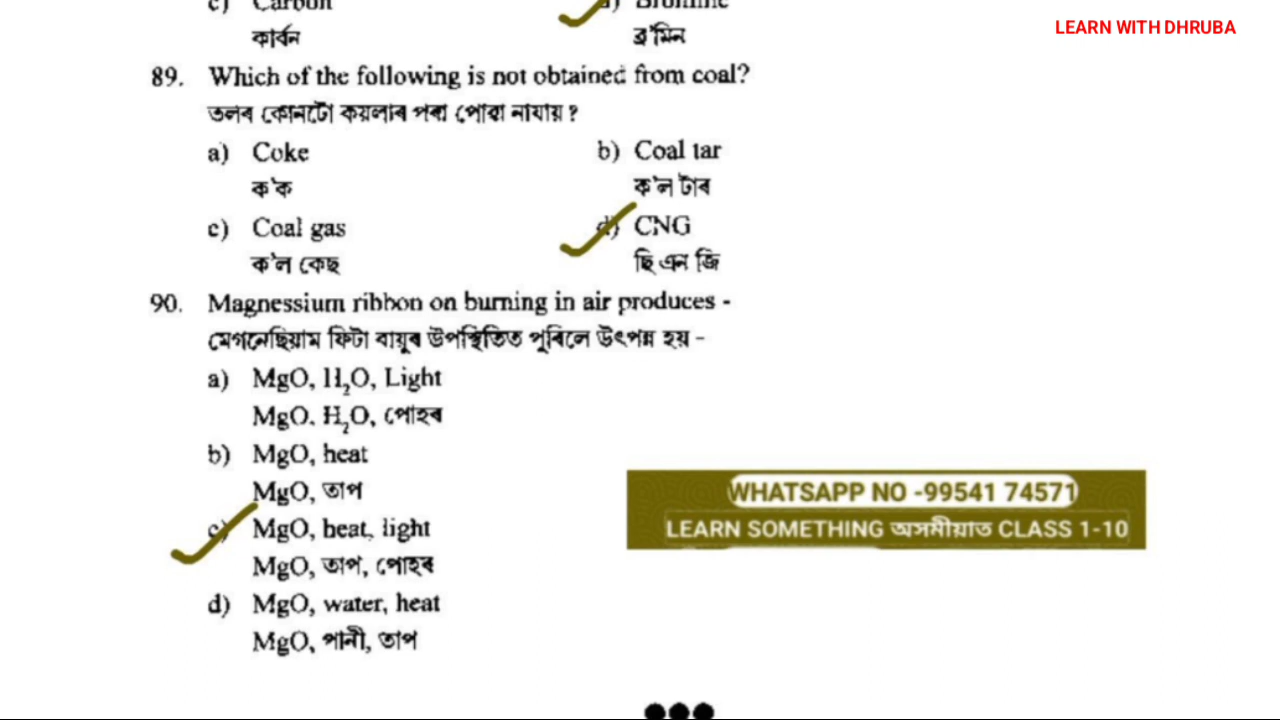 c) Carbon
d) Bromine
কাৰ্বন
ব্ৰ'মিন
LEARN WITH DHRUBA
89. Which of the following is not obtained from coal?
তলৰ কোনটো কয়লাৰ পৰা পোৱা নাযায় ?
a) Coke
b) Coal tar
ক'ক
ক'ল টাৰ
c) Coal gas
d) CNG
ক'ল কেছ
ছি এন জি
90. Magnessium ribbon on burning in air produces -
মেগনেছিয়াম ফিটা বায়ুৰ উপস্থিতিত পুৰিলে উৎপন্ন হয় -
a) MgO, H₂O, Light
MgO. H₂O, পোহৰ
b) MgO, heat
MgO, তাপ
c) MgO, heat, light
MgO, তাপ, পোহৰ
d) MgO, water, heat
MgO, পানী, তাপ
WHATSAPP NO -99541 74571
LEARN SOMETHING অসমীয়াত CLASS 1-10